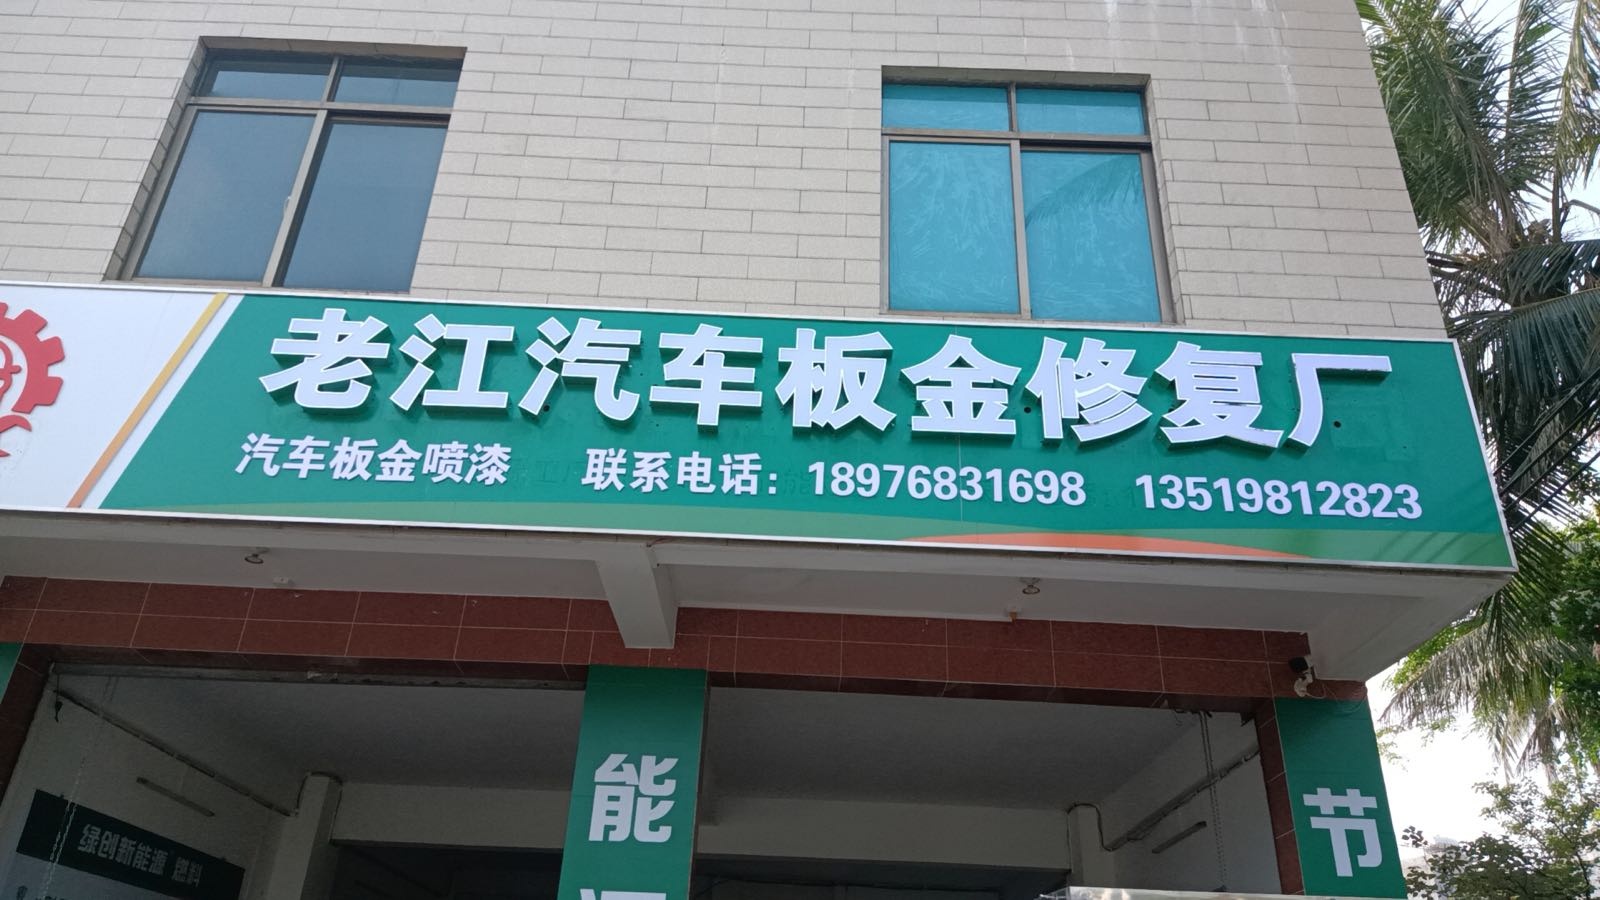 老江汽车板金修复厂
汽车板金喷漆 联系电话：18976831698 13519812823
能
节
绿创新能源